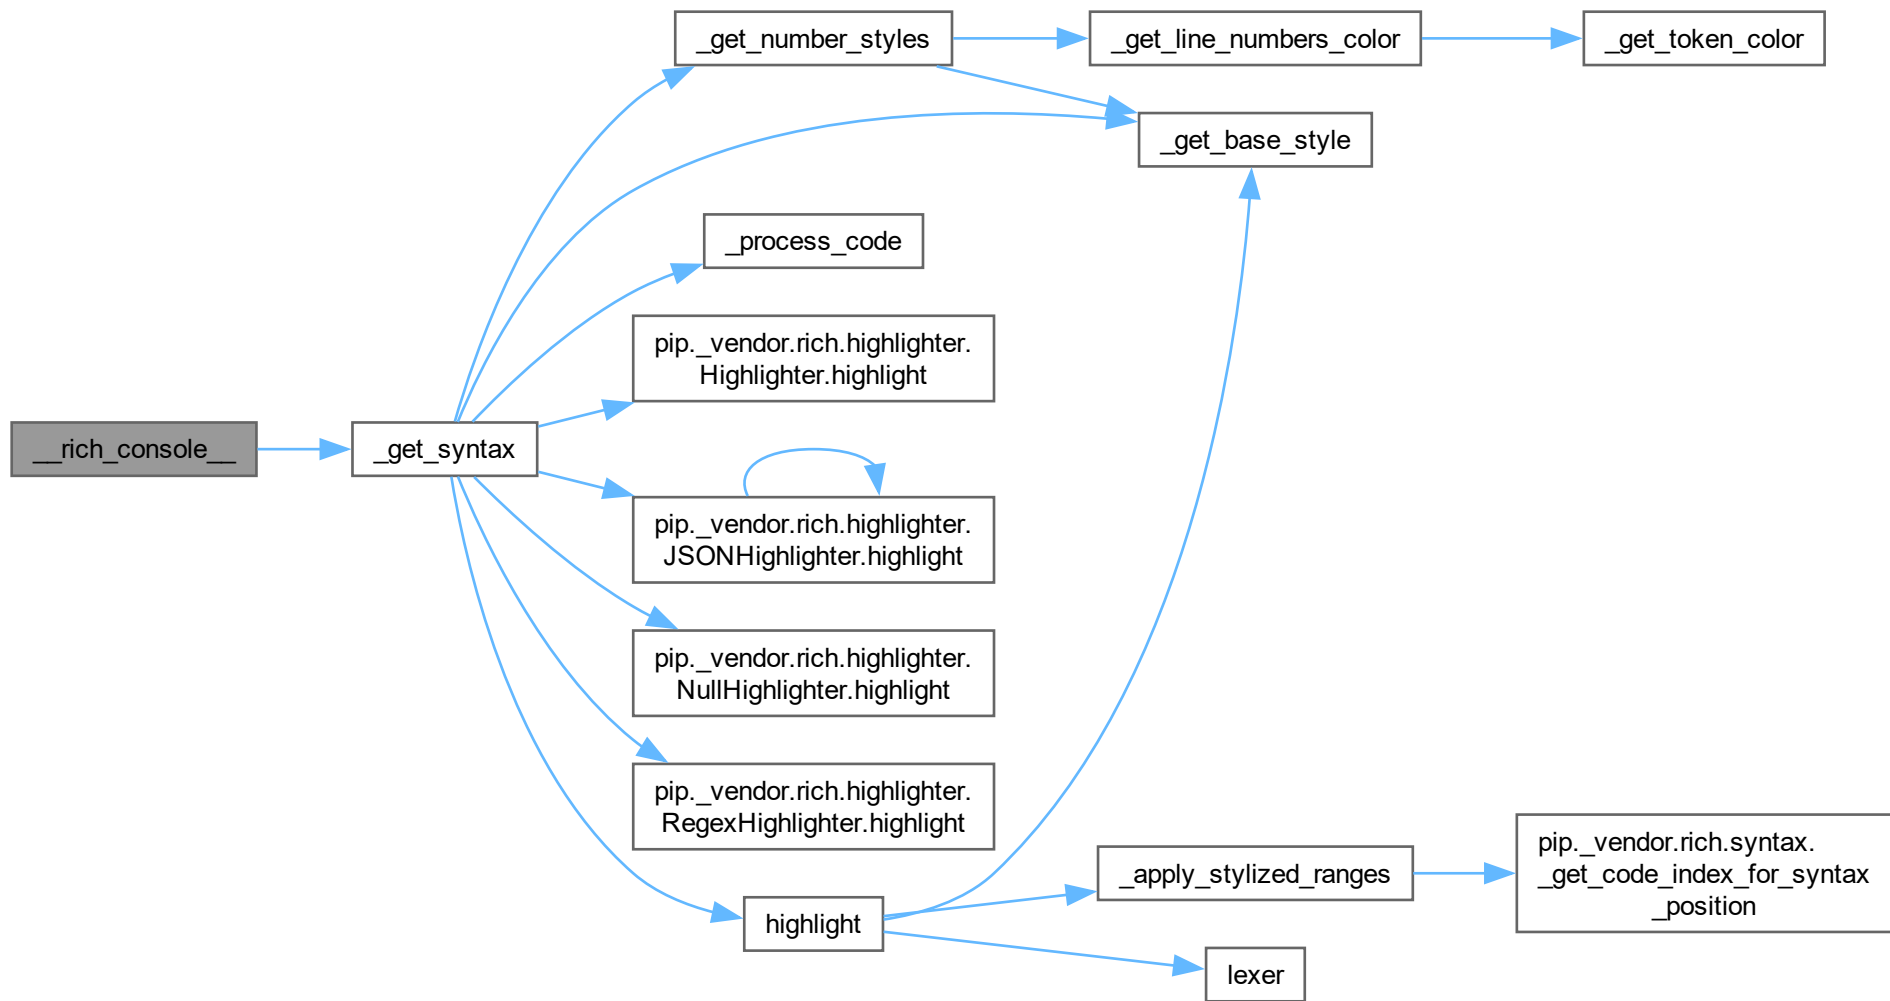 _get_number_styles
_get_line_numbers_color
_get_token_color
_get_base_style
_process_code
pip._vendor.rich.highlighter.
Highlighter.highlight
__rich_console__
_get_syntax
pip._vendor.rich.highlighter.
JSONHighlighter.highlight
pip._vendor.rich.highlighter.
NullHighlighter.highlight
pip._vendor.rich.highlighter.
RegexHighlighter.highlight
highlight
_apply_stylized_ranges
pip._vendor.rich.syntax.
_get_code_index_for_syntax
_position
lexer